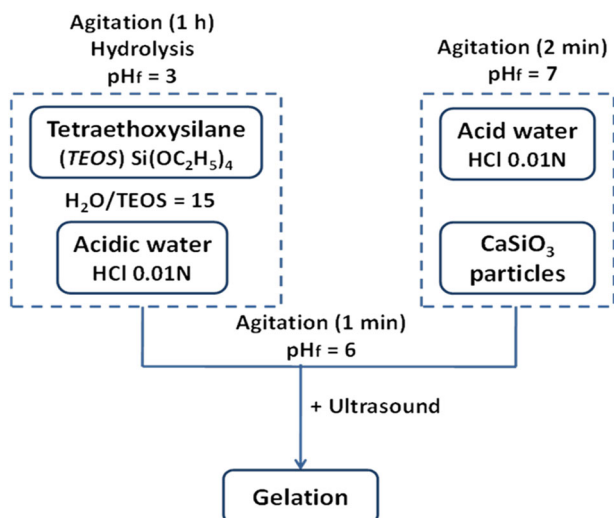 Agitation (1 h)
Hydrolysis
pHf = 3
Tetraethoxysilane
(TEOS) Si(OC₂H₅)₄
H₂O/TEOS = 15
Acidic water
HCl 0.01N
Agitation (2 min)
pHf = 7
Acid water
HCl 0.01N
CaSiO₃
particles
Agitation (1 min)
pHf = 6
+ Ultrasound
Gelation